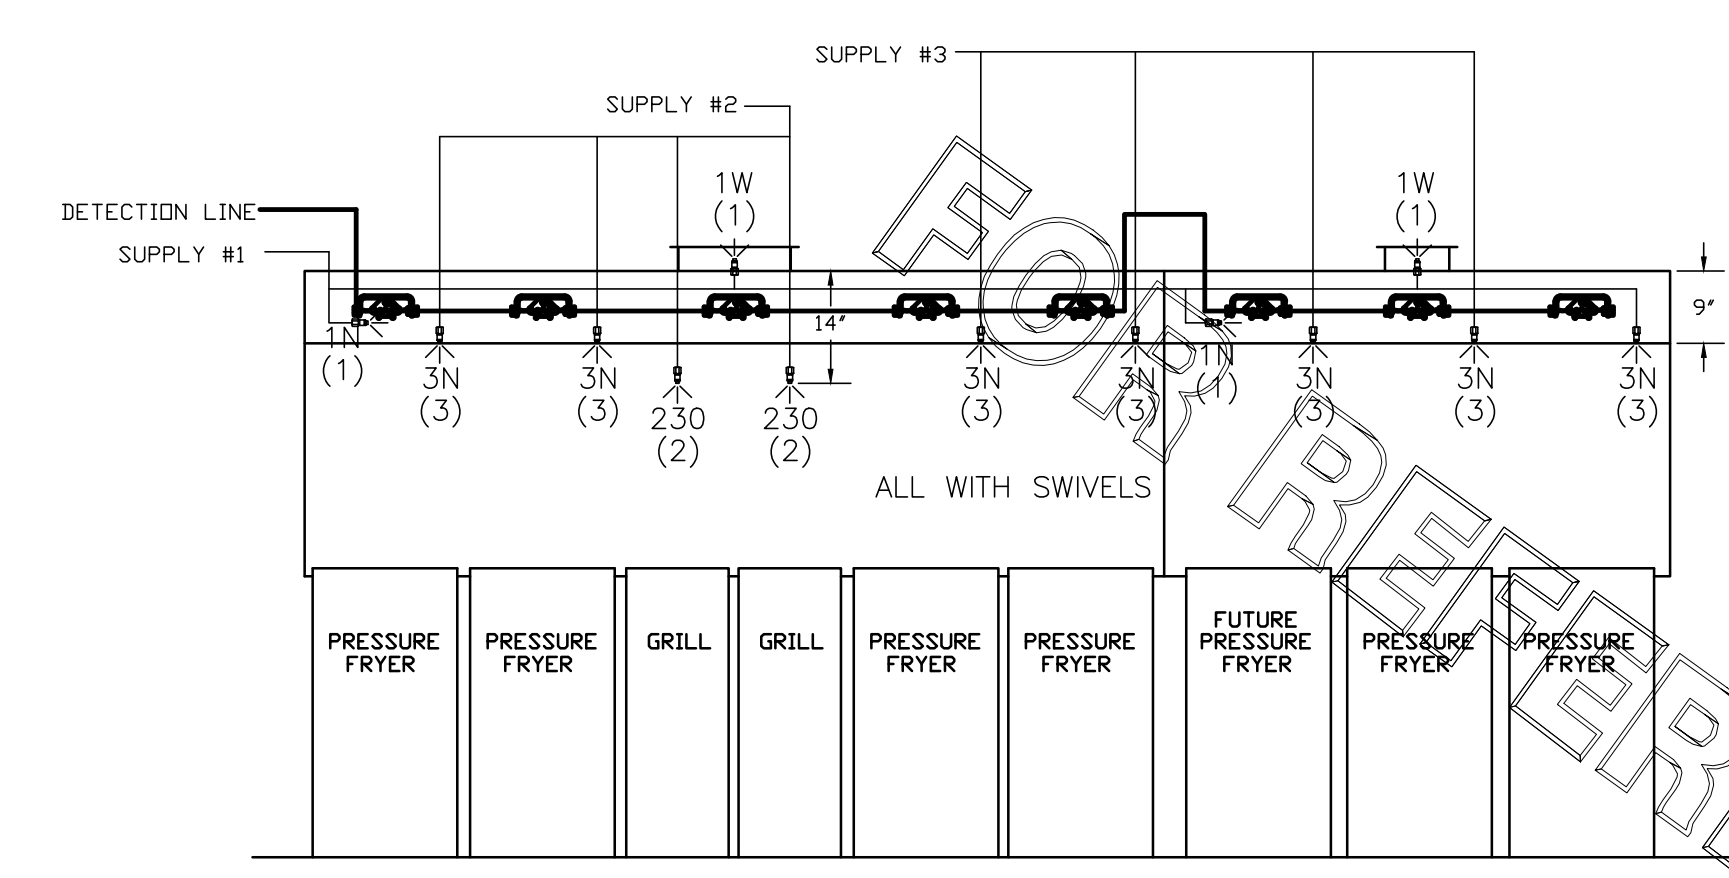 SUPPLY #3
SUPPLY #2
1W
(1)
1W
(1)
DETECTION LINE
SUPPLY #1
9"
14"
1N
(1)
3N
(3)
3N
(3)
230
(2)
230
(2)
3N
(3)
3N
(3)
1N
(1)
3N
(3)
3N
(3)
3N
(3)
ALL WITH SWIVELS
PRESSURE
FRYER
PRESSURE
FRYER
GRILL
GRILL
PRESSURE
FRYER
PRESSURE
FRYER
FUTURE
PRESSURE
FRYER
PRESSURE
FRYER
PRESSURE
FRYER
FOR REFER